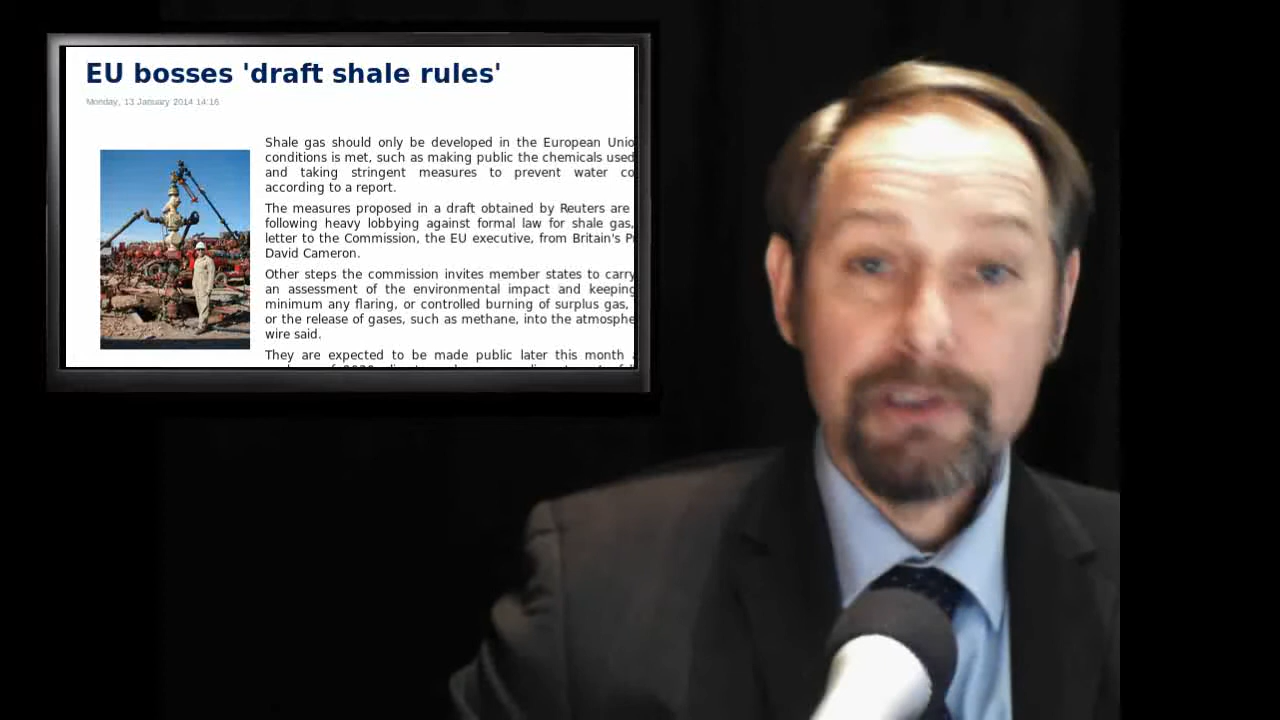 EU bosses 'draft shale rules'
Monday, 13 January 2014 14:16
Shale gas should only be developed in the European Unio
conditions is met, such as making public the chemicals used
and taking stringent measures to prevent water co
according to a report.
The measures proposed in a draft obtained by Reuters are
following heavy lobbying against formal law for shale gas,
letter to the Commission, the EU executive, from Britain's P
David Cameron.
Other steps the commission invites member states to carry
an assessment of the environmental impact and keeping
minimum any flaring, or controlled burning of surplus gas,
or the release of gases, such as methane, into the atmosphe
wire said.
They are expected to be made public later this month